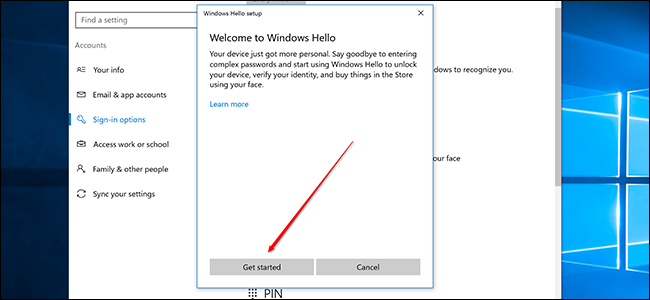 Windows Hello setup
Find a setting
Welcome to Windows Hello
Accounts
Your device just got more personal. Say goodbye to entering
complex passwords and start using Windows Hello to unlock
your device, verify your identity, and buy things in the Store
using your face.
Your info
dows to recognize you.
Email & app accounts
Learn more
Sign-in options
Access work or school
our face
Family & other people
Sync your settings
Get started
Cancel
PIN